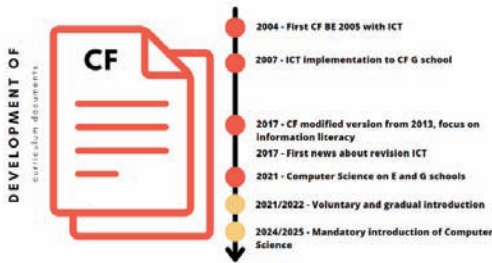 DEVELOPMENT OF
curriculum documents
CF
2004 - First CF BE 2005 with ICT
2007 - ICT implementation to CF G school
2017 - CF modified version from 2013, focus on
information literacy
2017 - First news about revision ICT
2021 - Computer Science on E and G schools
2021/2022 - Voluntary and gradual introduction
2024/2025 - Mandatory introduction of Computer
Science